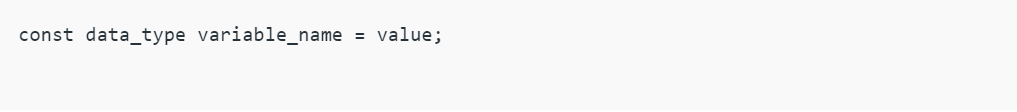 const data_type variable_name = value;